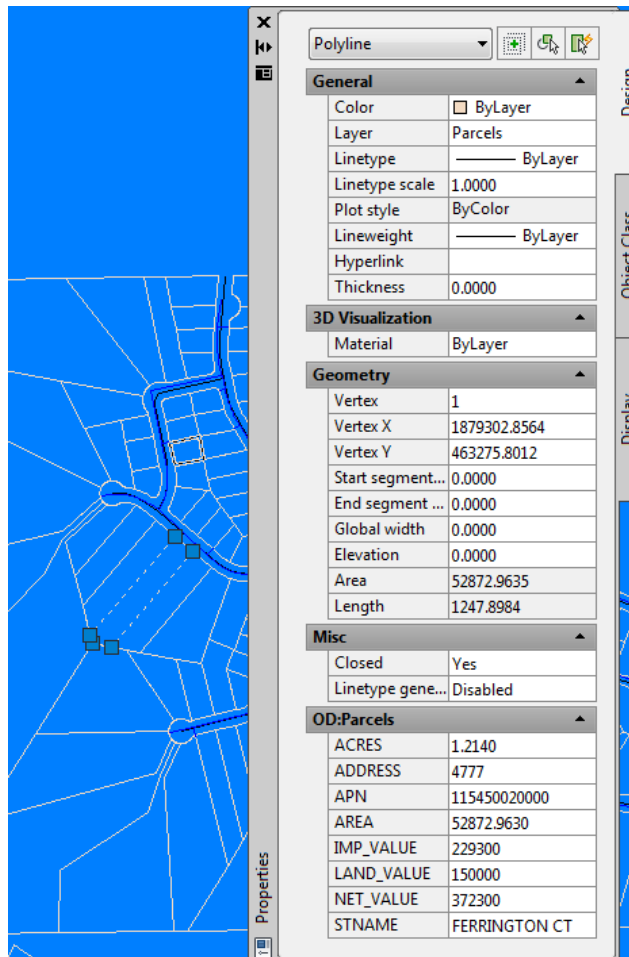 Polyline
General
Color ByLayer
Layer Parcels
Linetype ByLayer
Linetype scale 1.0000
Plot style ByColor
Lineweight ByLayer
Hyperlink
Thickness 0.0000
3D Visualization
Material ByLayer
Geometry
Vertex 1
Vertex X 1879302.8564
Vertex Y 463275.8012
Start segment... 0.0000
End segment ... 0.0000
Global width 0.0000
Elevation 0.0000
Area 52872.9635
Length 1247.8984
Misc
Closed Yes
Linetype gene... Disabled
OD:Parcels
ACRES 1.2140
ADDRESS 4777
APN 115450020000
AREA 52872.9630
IMP_VALUE 229300
LAND_VALUE 150000
NET_VALUE 372300
STNAME FERRINGTON CT
Properties
Design
Object Class
Display